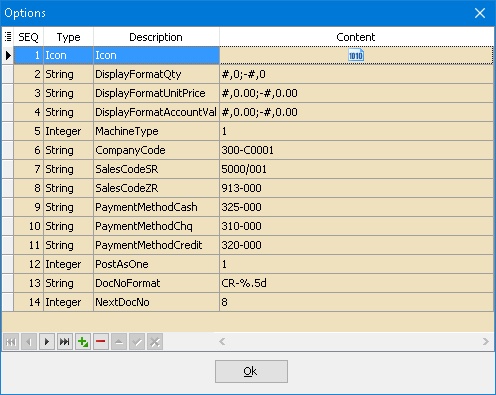 Options
SEQ Type Description Content
1 Icon Icon 1010
2 String DisplayFormatQty #,0;-#,0
3 String DisplayFormatUnitPrice #,0.00;-#,0.00
4 String DisplayFormatAccountVal #,0.00;-#,0.00
5 Integer MachineType 1
6 String CompanyCode 300-C0001
7 String SalesCodeSR 5000/001
8 String SalesCodeZR 913-000
9 String PaymentMethodCash 325-000
10 String PaymentMethodChq 310-000
11 String PaymentMethodCredit 320-000
12 Integer PostAsOne 1
13 String DocNoFormat CR-%.5d
14 Integer NextDocNo 8
Ok